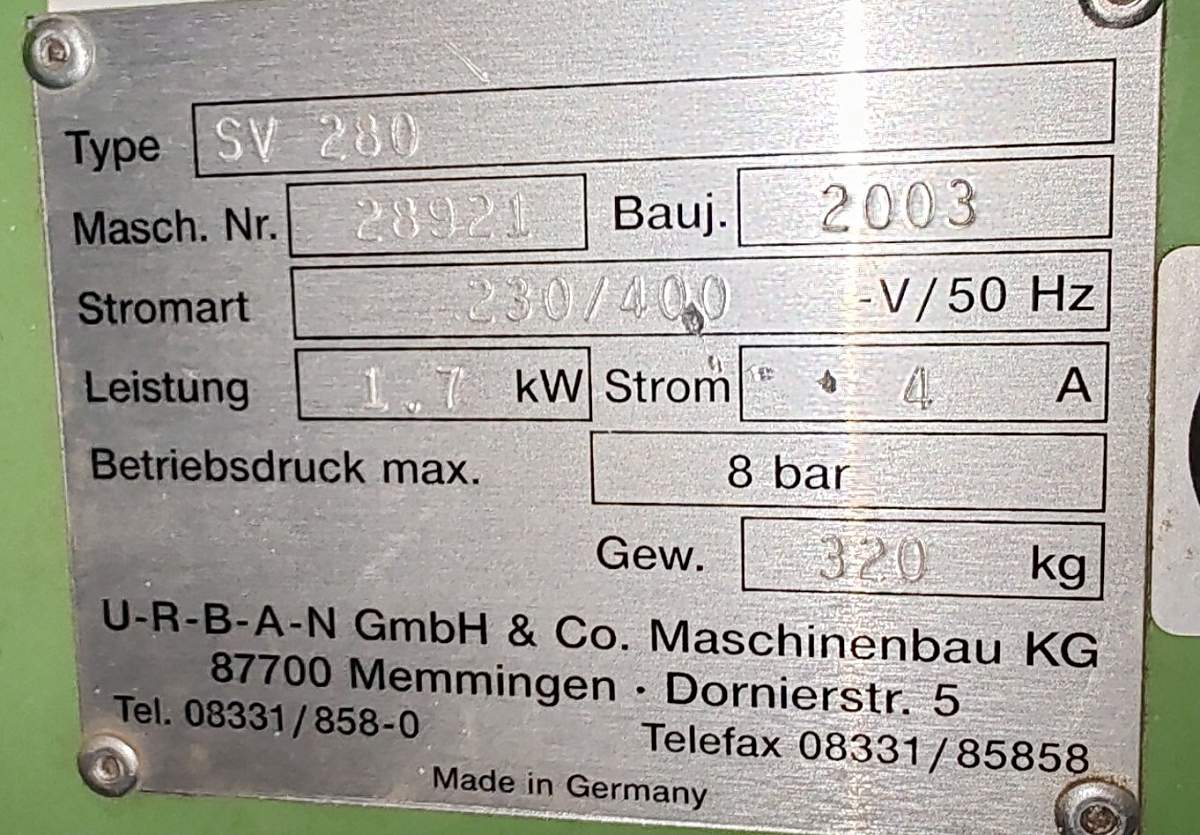 Type SV 280
Masch. Nr. 28921 Bauj. 2003
Stromart 230/400 -V/50 Hz
Leistung 1.7 kW Strom 4 A
Betriebsdruck max. 8 bar
Gew. 320 kg
U-R-B-A-N GmbH & Co. Maschinenbau KG
87700 Memmingen · Dornierstr. 5
Tel. 08331/858-0 Telefax 08331/85858
Made in Germany